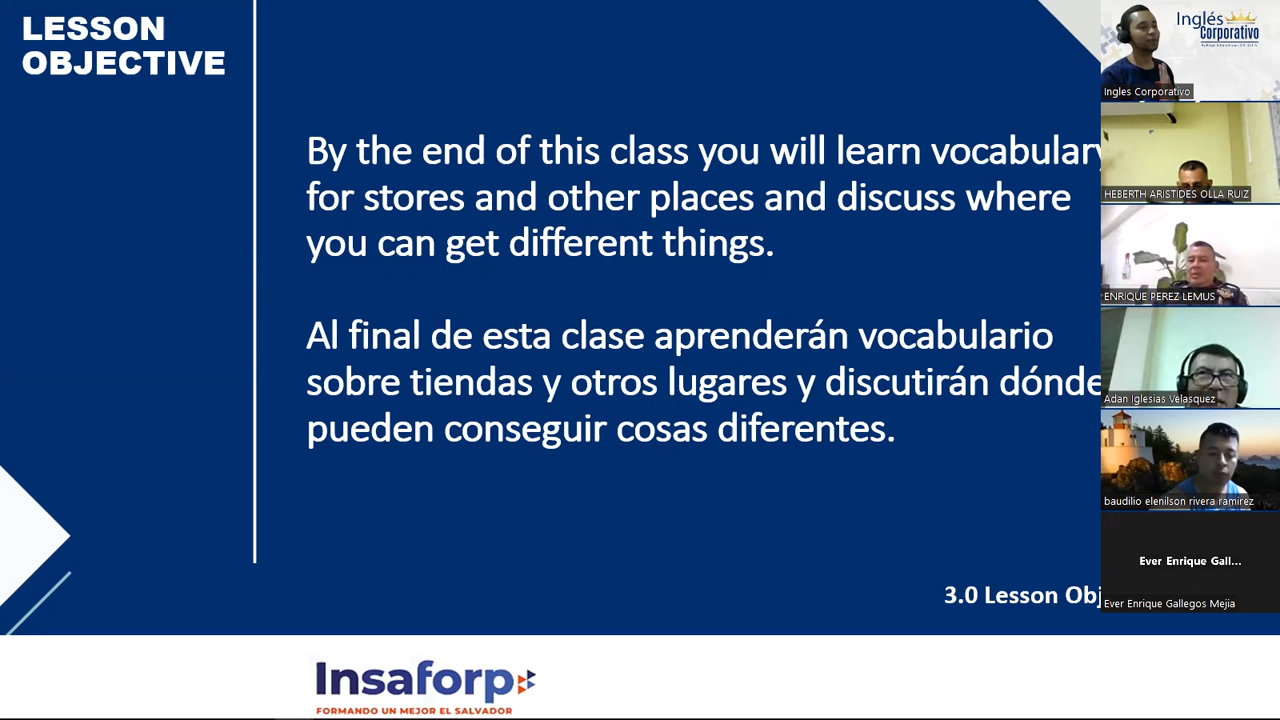 LESSON
OBJECTIVE
By the end of this class you will learn vocabulary
for stores and other places and discuss where
you can get different things.
Al final de esta clase aprenderán vocabulario
sobre tiendas y otros lugares y discutirán dónde
pueden conseguir cosas diferentes.
3.0 Lesson Obj
Insaforp
FORMANDO UN MEJOR EL SALVADOR
Inglés
Corporativo
Ingles Corporativo
HEBERTH ARISTIDES OLLA RUIZ
ENRIQUE PEREZ LEMUS
Adan Iglesias Velasquez
baudilio elenilson rivera ramirez
Ever Enrique Gall...
Ever Enrique Gallegos Mejia